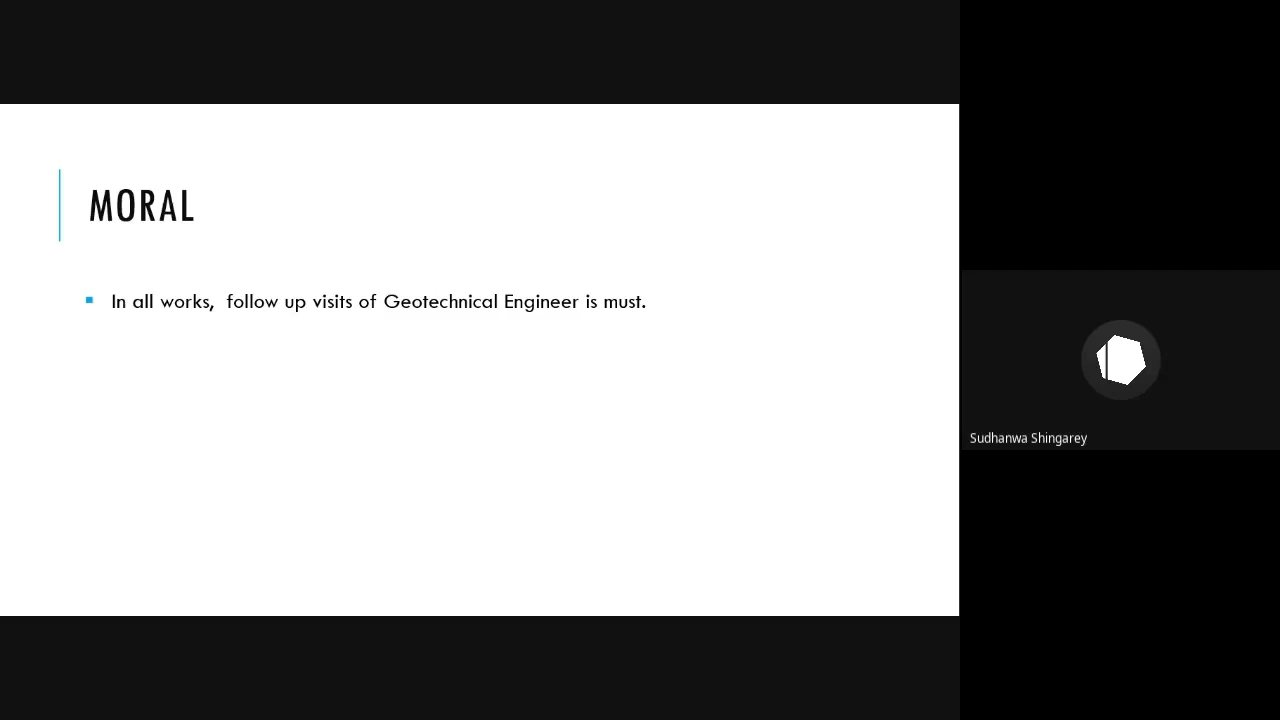 MORAL
In all works, follow up visits of Geotechnical Engineer is must.
Sudhanwa Shingarey